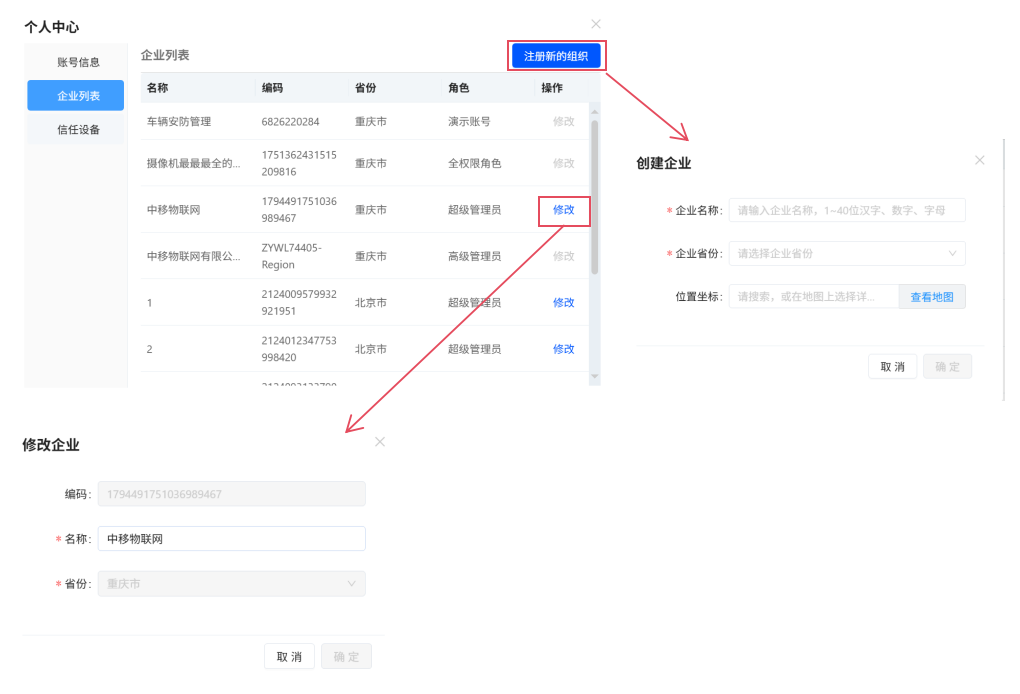 个人中心
账号信息
企业列表
信任设备
企业列表
注册新的组织
名称 编码 省份 角色 操作
车辆安防管理 6826220284 重庆市 演示账号 修改
摄像机最最最全的... 1751362431515 重庆市 全权限角色 修改
209816
中移物联网 1794491751036 重庆市 超级管理员 修改
989467
中移物联网有限公... ZYWL74405- 重庆市 高级管理员 修改
Region
1 2124009579932 北京市 超级管理员 修改
921951
2 2124012347753 北京市 超级管理员 修改
998420
创建企业
* 企业名称: 请输入企业名称，1~40位汉字、数字、字母
* 企业省份: 请选择企业省份
位置坐标: 请搜索，或在地图上选择详... 查看地图
取 消 确 定
修改企业
编码: 1794491751036989467
* 名称: 中移物联网
* 省份: 重庆市
取 消 确 定